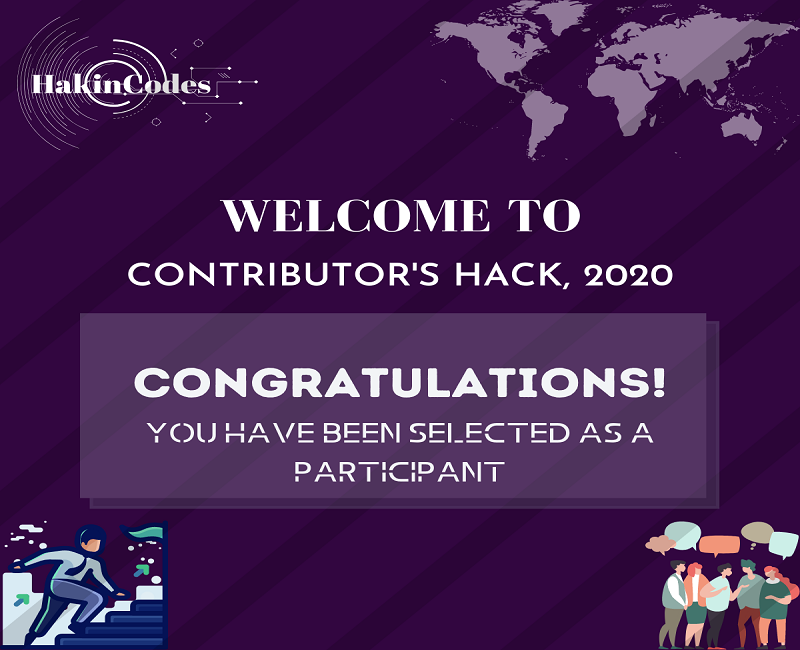 HakinCodes
WELCOME TO
CONTRIBUTOR'S HACK, 2020
CONGRATULATIONS!
YOU HAVE BEEN SELECTED AS A
PARTICIPANT